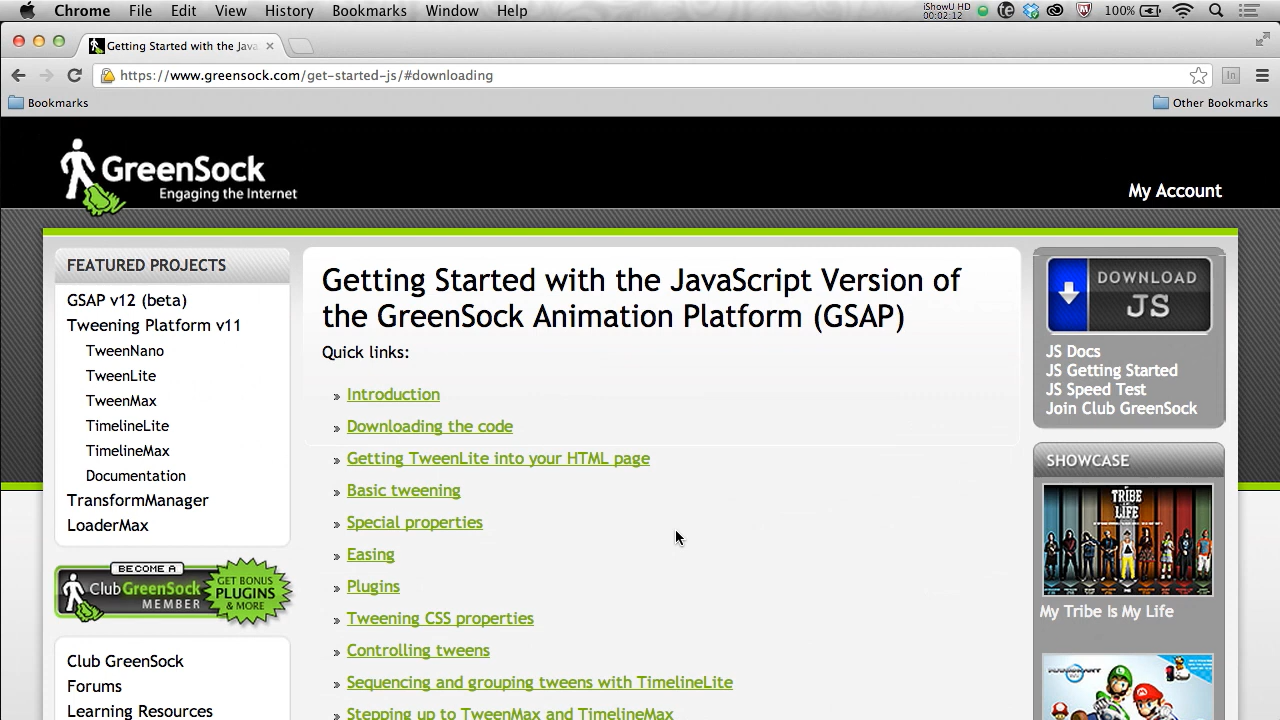 Chrome File Edit View History Bookmarks Window Help
iShowU HD
00:02:12
100%
Getting Started with the Java
https://www.greensock.com/get-started-js/#downloading
Bookmarks
Other Bookmarks
GreenSock
Engaging the Internet
My Account
FEATURED PROJECTS
GSAP v12 (beta)
Tweening Platform v11
TweenNano
TweenLite
TweenMax
TimelineLite
TimelineMax
Documentation
TransformManager
LoaderMax
BECOME A
ClubGreenSock
MEMBER
GET BONUS
PLUGINS
& MORE
Club GreenSock
Forums
Learning Resources
Getting Started with the JavaScript Version of
the GreenSock Animation Platform (GSAP)
Quick links:
» Introduction
» Downloading the code
» Getting TweenLite into your HTML page
» Basic tweening
» Special properties
» Easing
» Plugins
» Tweening CSS properties
» Controlling tweens
» Sequencing and grouping tweens with TimelineLite
» Stepping up to TweenMax and TimelineMax
DOWNLOAD
JS
JS Docs
JS Getting Started
JS Speed Test
Join Club GreenSock
SHOWCASE
TRIBE
LIFE
My Tribe Is My Life